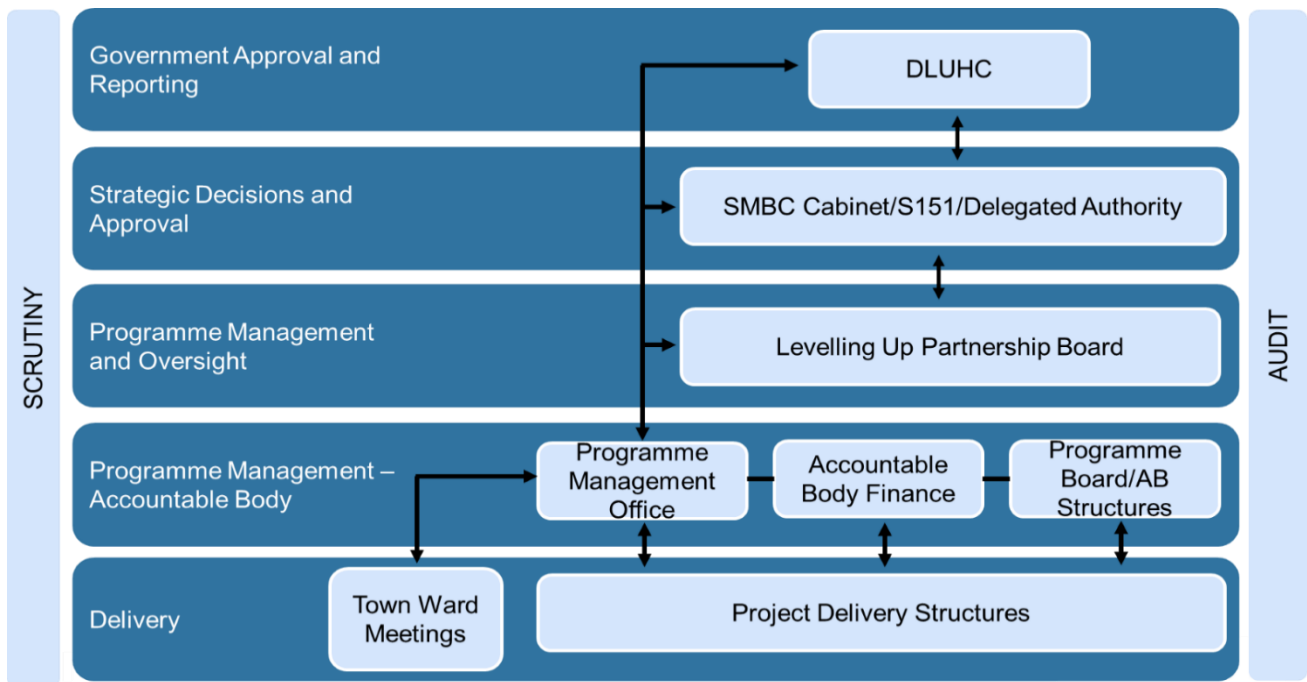 SCRUTINY
Government Approval and
Reporting
DLUHC
Strategic Decisions and
Approval
SMBC Cabinet/S151/Delegated Authority
Programme Management
and Oversight
Levelling Up Partnership Board
Programme Management –
Accountable Body
Programme
Management
Office
Accountable
Body Finance
Programme
Board/AB
Structures
Delivery
Town Ward
Meetings
Project Delivery Structures
AUDIT